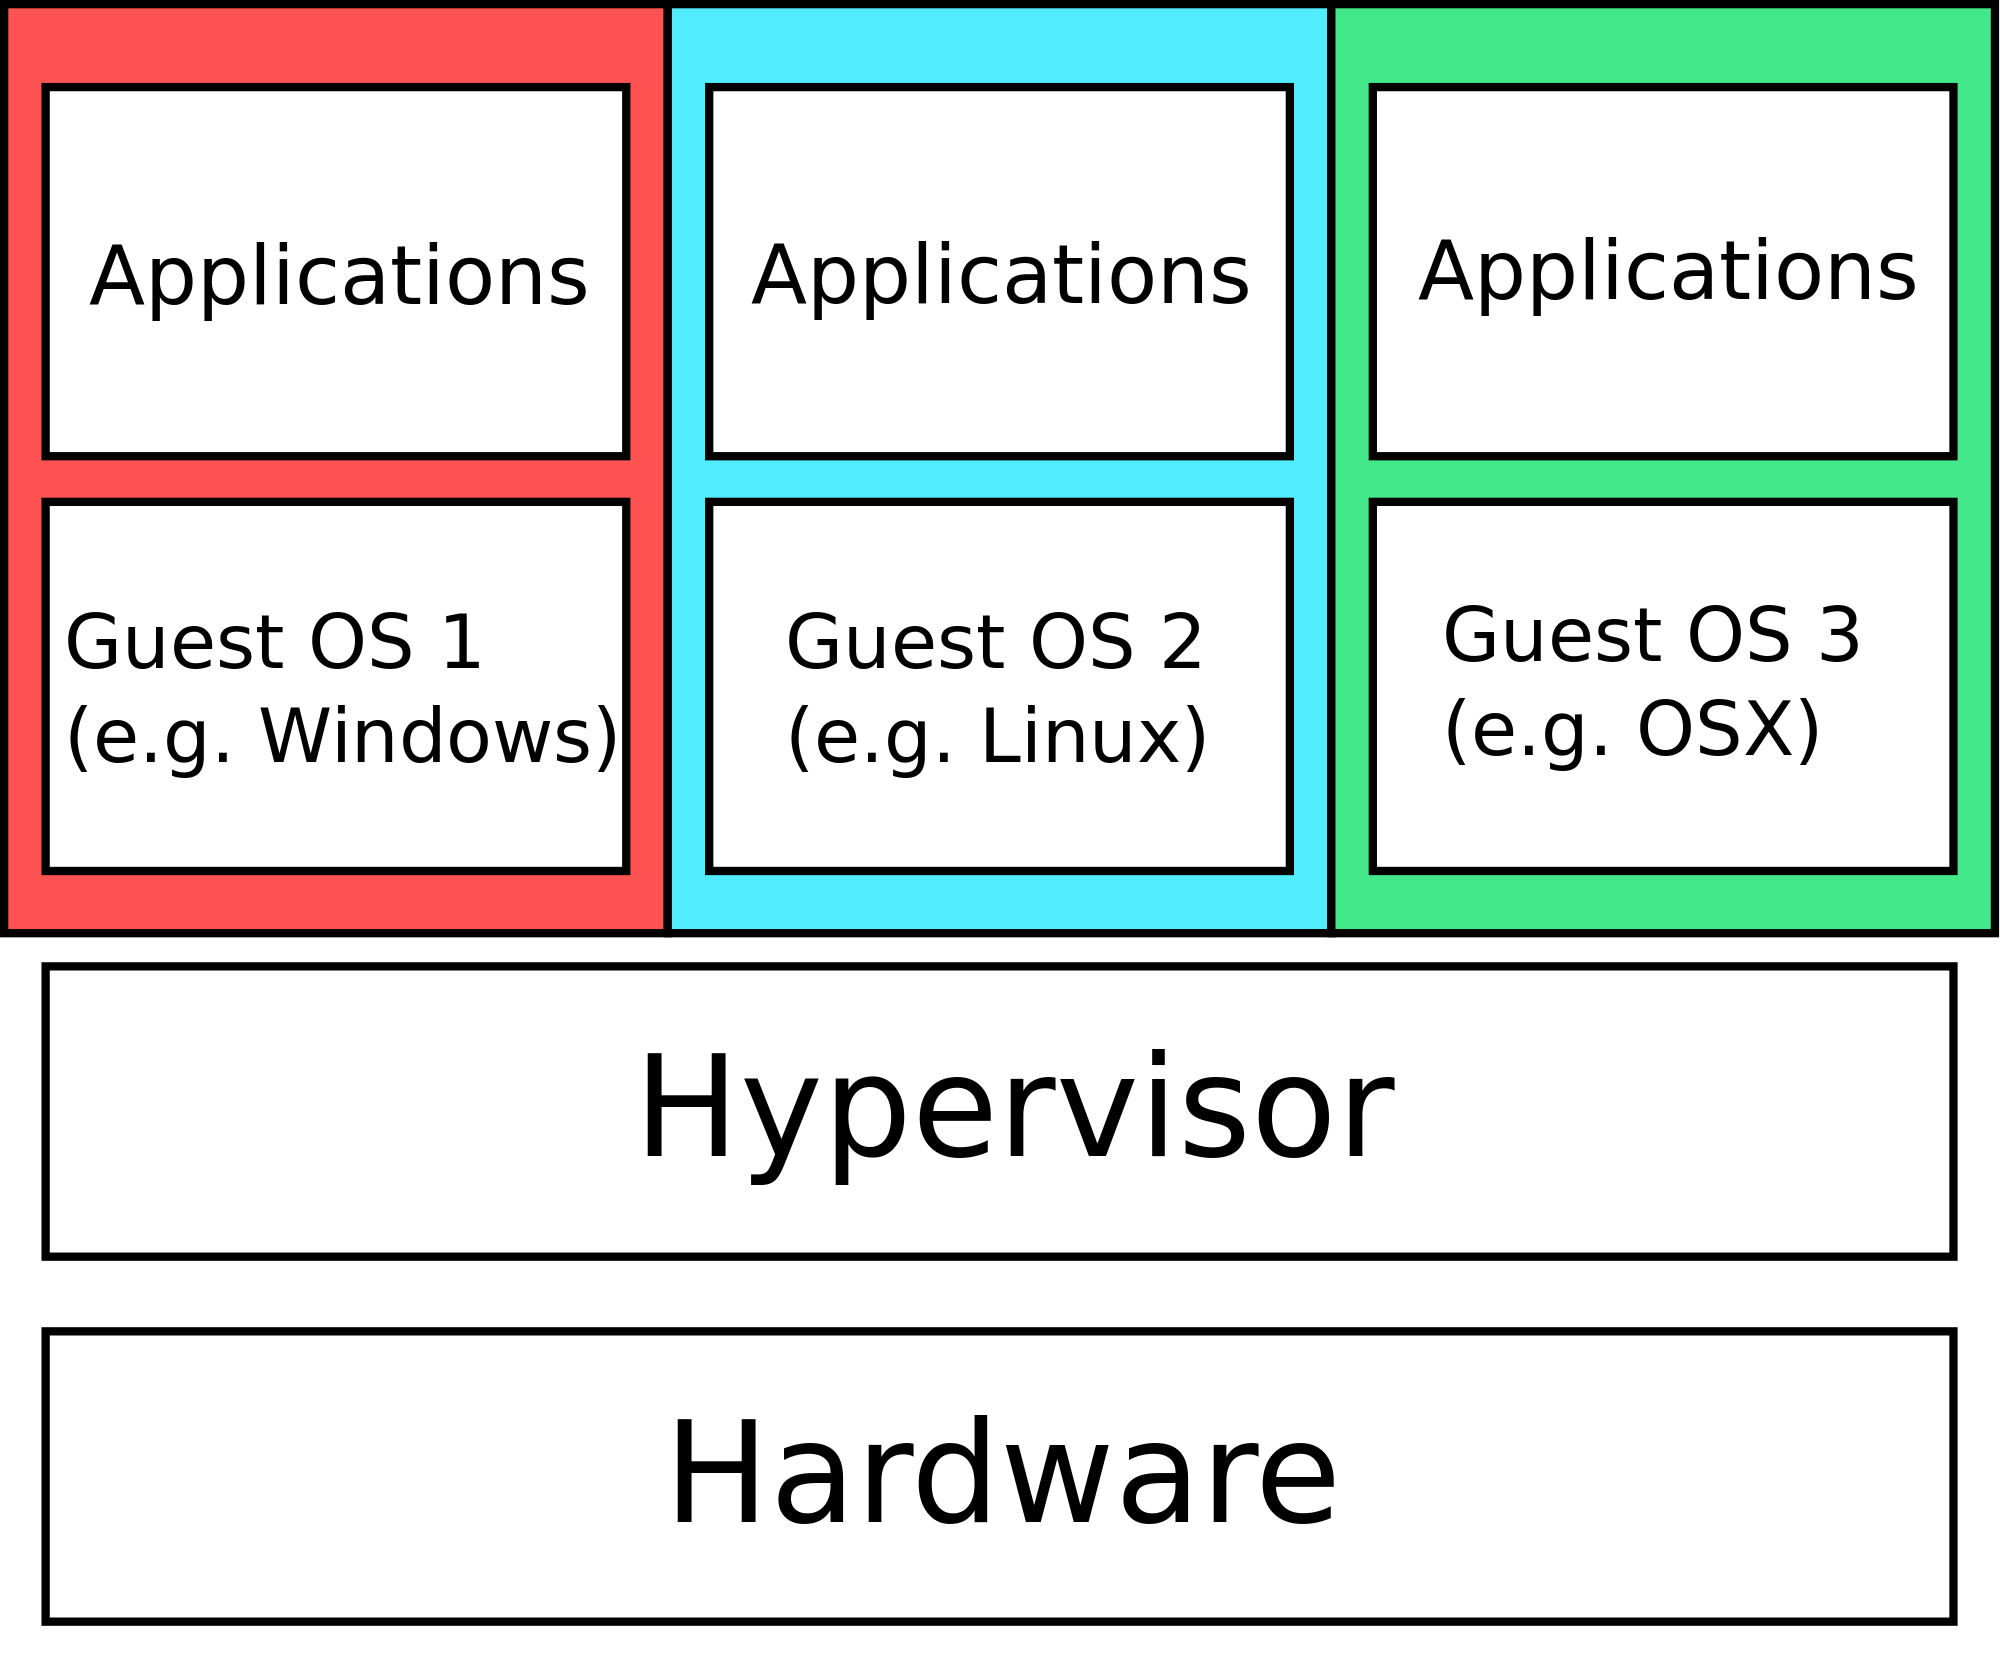 Applications
Applications
Applications
Guest OS 1
(e.g. Windows)
Guest OS 2
(e.g. Linux)
Guest OS 3
(e.g. OSX)
Hypervisor
Hardware